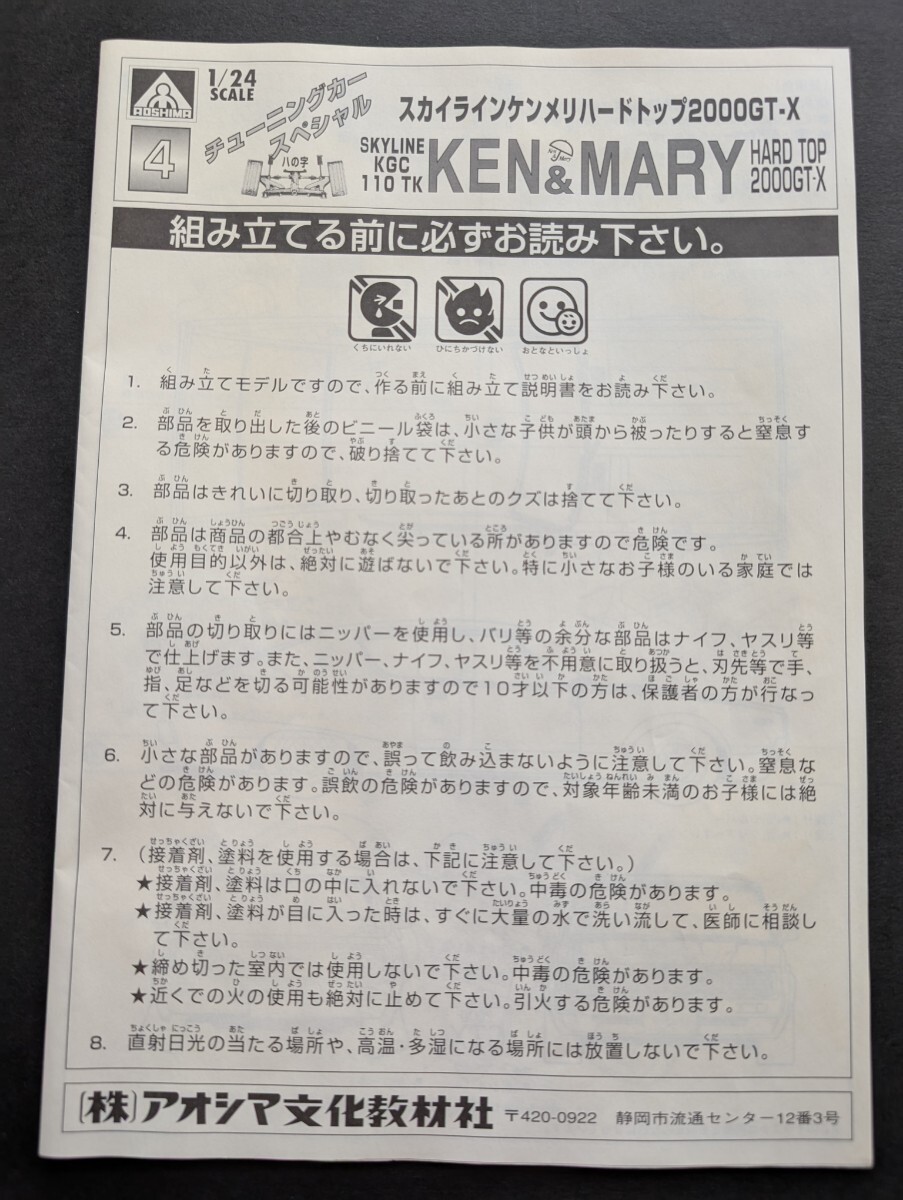 AOSHIMA
1/24
SCALE
4
チューニングカー
スペシャル
ハの字
スカイラインケンメリハードトップ2000GT-X
SKYLINE
KGC
110 TK
KEN&MARY
HARD TOP
2000GT-X
組み立てる前に必ずお読み下さい。
くちにいれない
ひにちかづけない
おとなといっしょ
1. 組み立てモデルですので、作る前に組み立て説明書をお読み下さい。
2. 部品を取り出した後のビニール袋は、小さな子供が頭から被ったりすると窒息す
る危険がありますので、破り捨てて下さい。
3. 部品はきれいに切り取り、切り取ったあとのクズは捨てて下さい。
4. 部品は商品の都合上やむなく尖っている所がありますので危険です。
使用目的以外は、絶対に遊ばないで下さい。特に小さなお子様のいる家庭では
注意して下さい。
5. 部品の切り取りにはニッパーを使用し、バリ等の余分な部品はナイフ、ヤスリ等
で仕上げます。また、ニッパー、ナイフ、ヤスリ等を不用意に取り扱うと、刃先等で手、
指、足などを切る可能性がありますので10才以下の方は、保護者の方が行なっ
て下さい。
6. 小さな部品がありますので、誤って飲み込まないように注意して下さい。窒息な
どの危険があります。誤飲の危険がありますので、対象年齢未満のお子様には絶
対に与えないで下さい。
7. (接着剤、塗料を使用する場合は、下記に注意して下さい。)
★接着剤、塗料は口の中に入れないで下さい。中毒の危険があります。
★接着剤、塗料が目に入った時は、すぐに大量の水で洗い流して、医師に相談し
て下さい。
★締め切った室内では使用しないで下さい。中毒の危険があります。
★近くでの火の使用も絶対に止めて下さい。引火する危険があります。
8. 直射日光の当たる場所や、高温・多湿になる場所には放置しないで下さい。
(株)アオシマ文化教材社 〒420-0922 静岡市流通センター12番3号